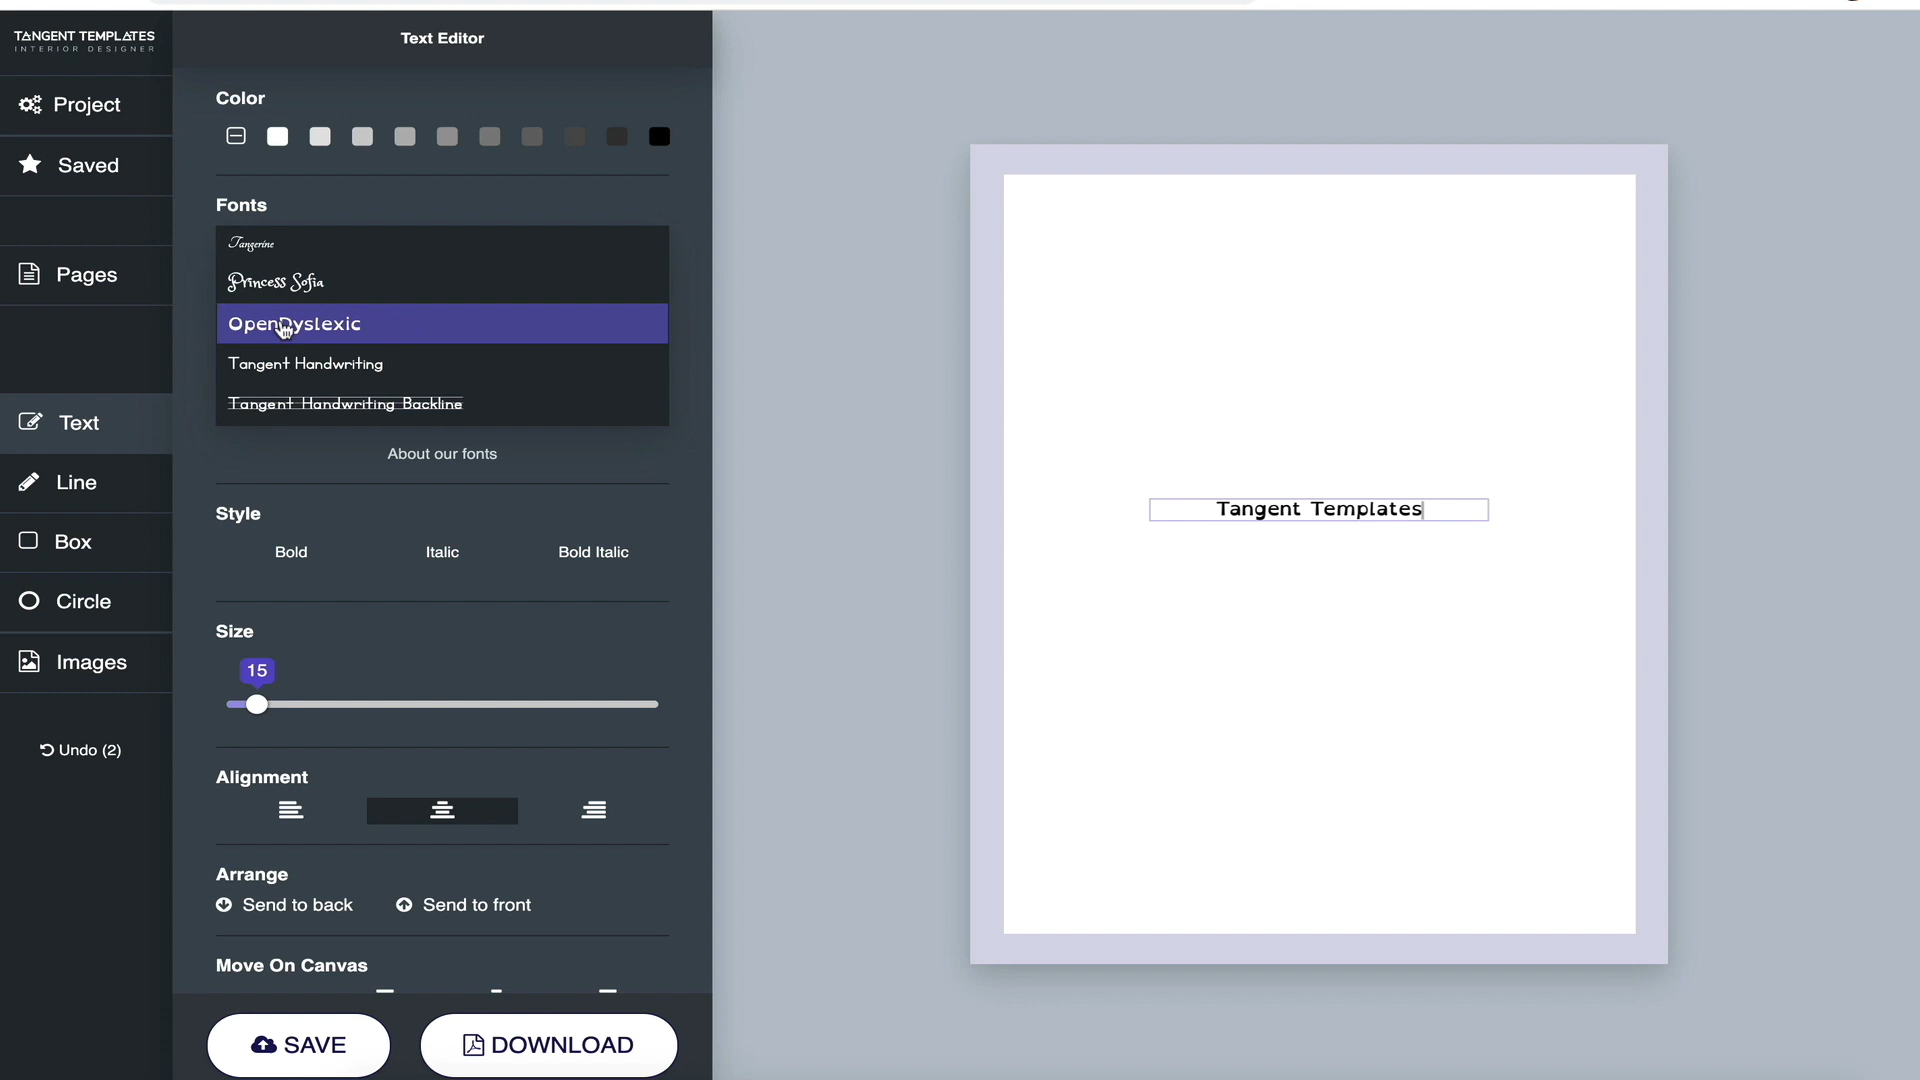 TANGENT TEMPLATES
INTERIOR DESIGNER
Project
Saved
Pages
Text
Line
Box
Circle
Images
Undo (2)
Text Editor
Color
Fonts
Tangerine
Princess Sofia
OpenDyslexic
Tangent Handwriting
Tangent Handwriting Backline
About our fonts
Style
Bold Italic Bold Italic
Size
15
Alignment
Arrange
Send to back Send to front
Move On Canvas
SAVE DOWNLOAD
Tangent Templates